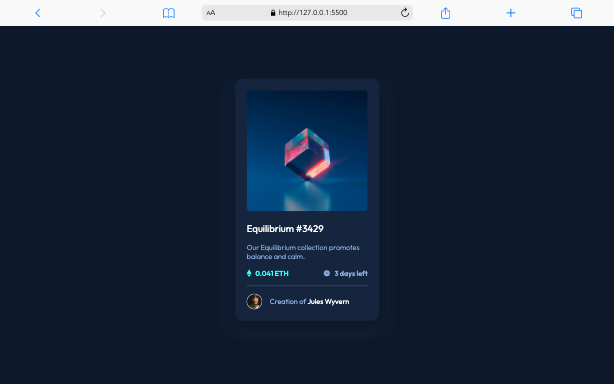 AA
http://127.0.0.1:5500
Equilibrium #3429
Our Equilibrium collection promotes
balance and calm.
0.041 ETH
3 days left
Creation of Jules Wyvern